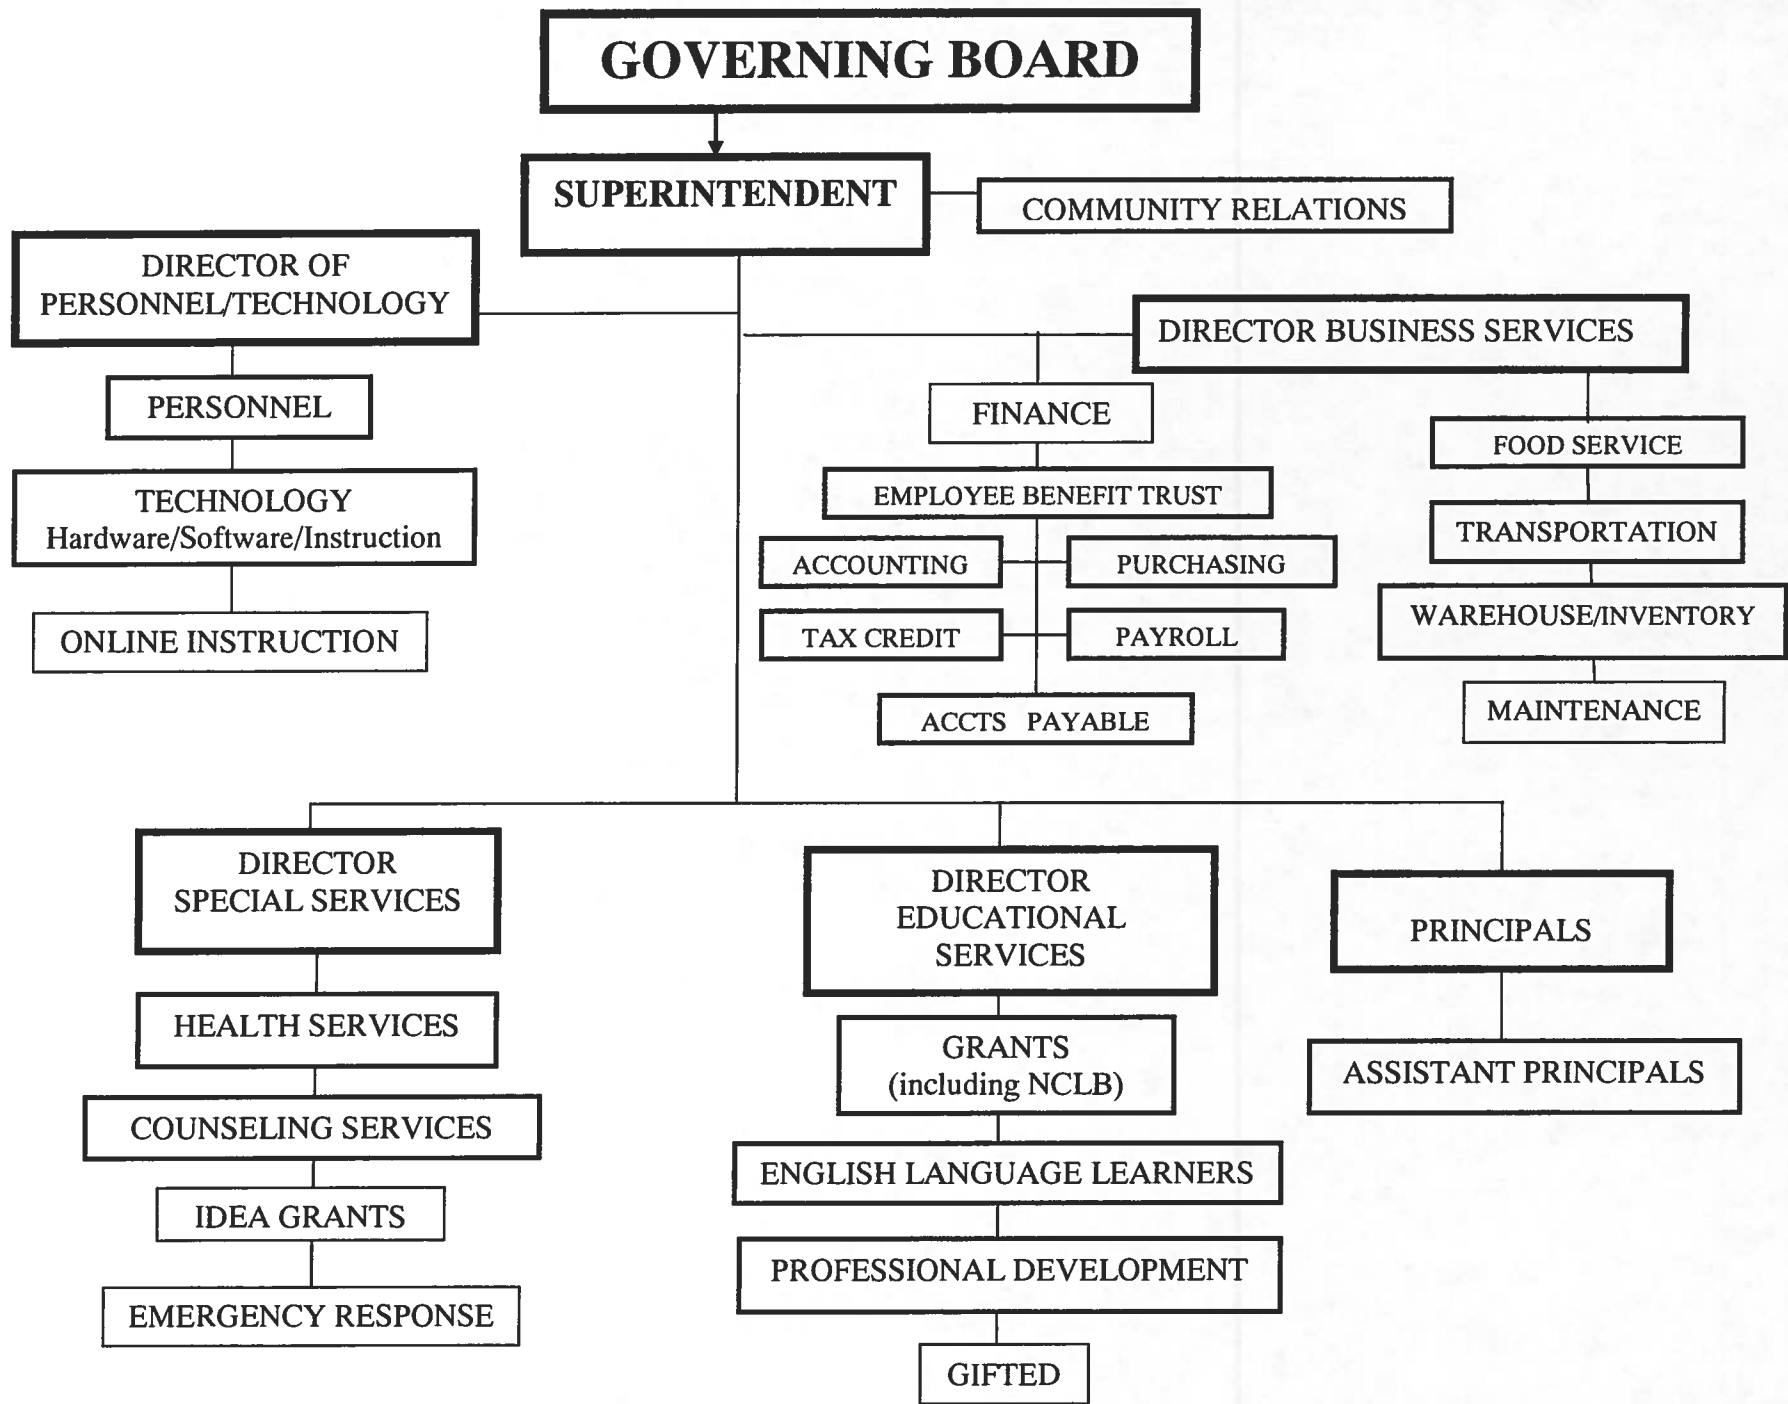 GOVERNING BOARD
SUPERINTENDENT
COMMUNITY RELATIONS
DIRECTOR OF
PERSONNEL/TECHNOLOGY
DIRECTOR BUSINESS SERVICES
PERSONNEL
FINANCE
FOOD SERVICE
TECHNOLOGY
Hardware/Software/Instruction
EMPLOYEE BENEFIT TRUST
TRANSPORTATION
ACCOUNTING
PURCHASING
WAREHOUSE/INVENTORY
ONLINE INSTRUCTION
TAX CREDIT
PAYROLL
ACCTS PAYABLE
MAINTENANCE
DIRECTOR
SPECIAL SERVICES
DIRECTOR
EDUCATIONAL
SERVICES
PRINCIPALS
HEALTH SERVICES
GRANTS
(including NCLB)
ASSISTANT PRINCIPALS
COUNSELING SERVICES
ENGLISH LANGUAGE LEARNERS
IDEA GRANTS
PROFESSIONAL DEVELOPMENT
EMERGENCY RESPONSE
GIFTED